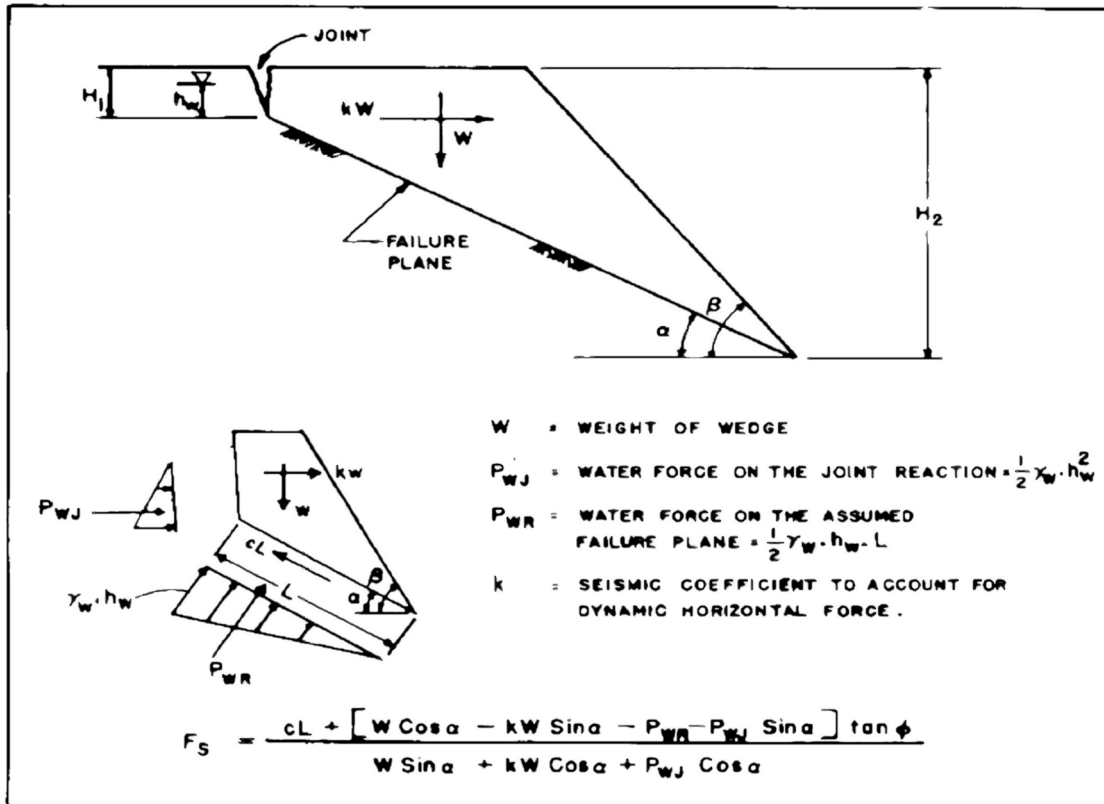 JOINT
H1
hw
kW
W
H2
FAILURE
PLANE
α
β
W = WEIGHT OF WEDGE
PWJ = WATER FORCE ON THE JOINT REACTION = 1/2 γw . hw^2
PWR = WATER FORCE ON THE ASSUMED
FAILURE PLANE = 1/2 γw . hw . L
k = SEISMIC COEFFICIENT TO ACCOUNT FOR
DYNAMIC HORIZONTAL FORCE .
kw
w
PWJ
cL
L
β
α
γw . hw
PWR
FS = cL + [ W Cos α - kW Sin α - PWR - PWJ Sin α ] tan ϕ
W Sin α + kW Cos α + PWJ Cos α